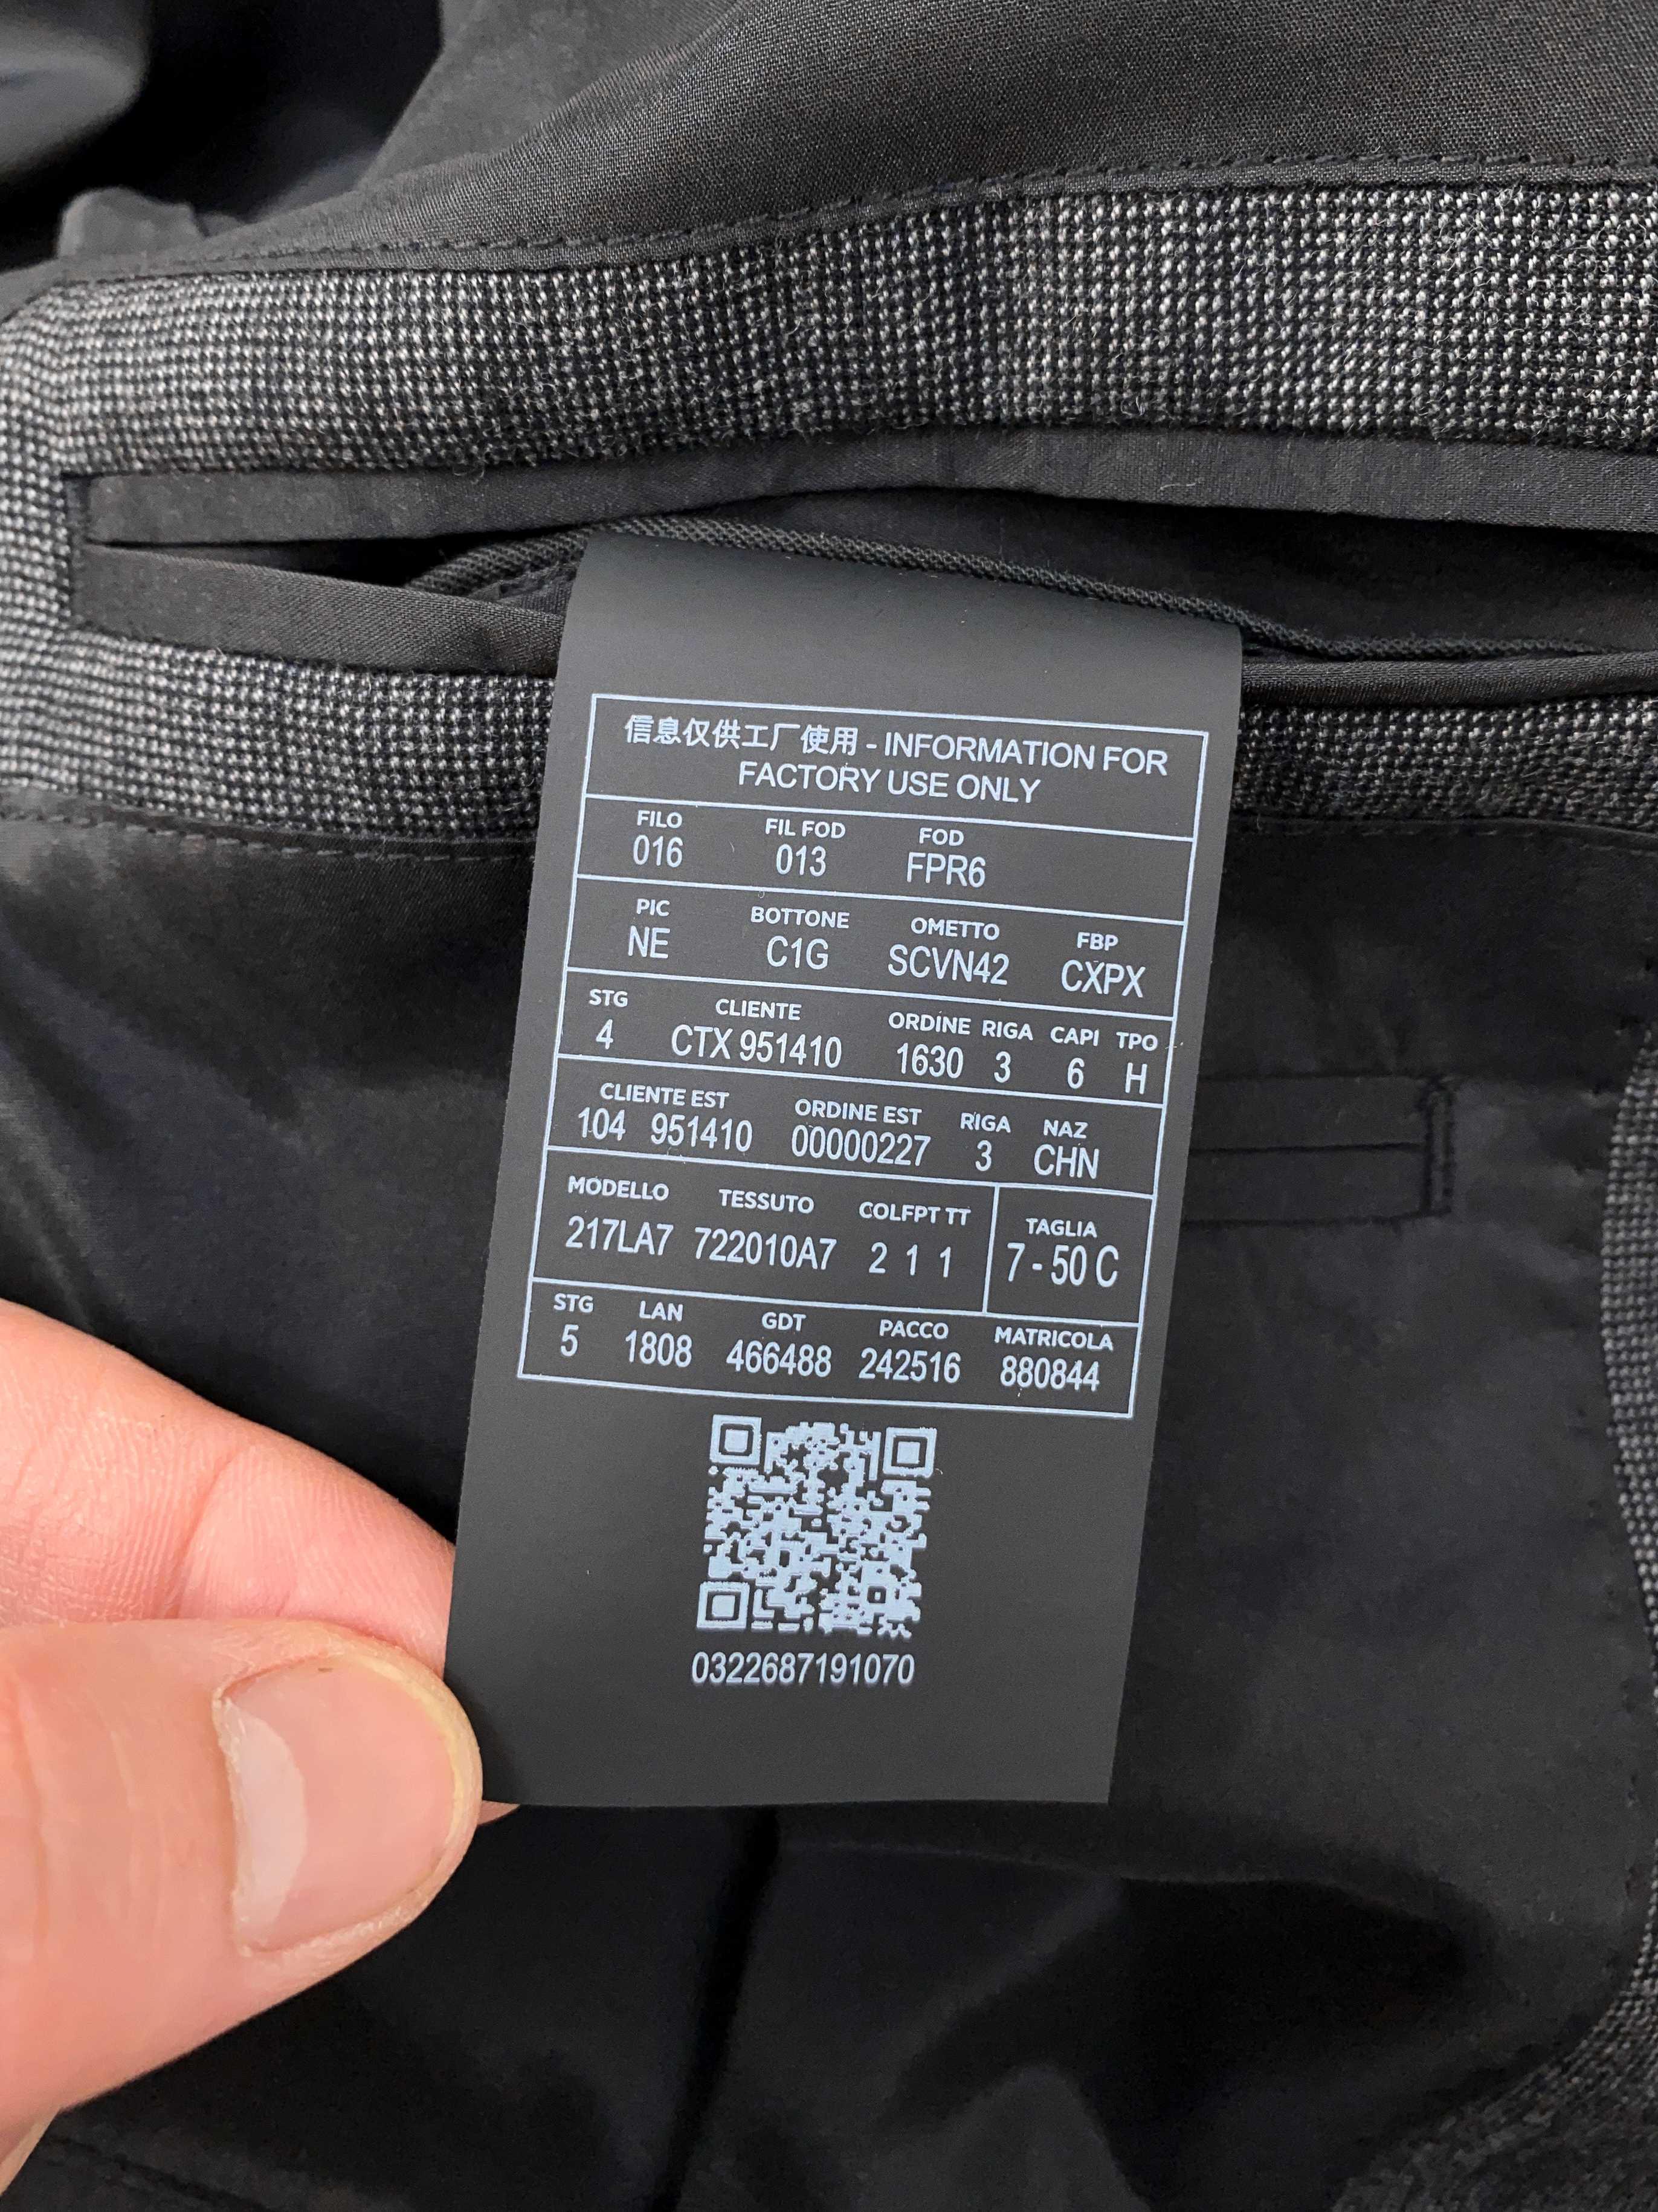 信息仅供工厂使用 - INFORMATION FOR
FACTORY USE ONLY
FILO FIL FOD FOD
016 013 FPR6
PIC BOTTONE OMETTO FBP
NE C1G SCVN42 CXPX
STG CLIENTE ORDINE RIGA CAPI TPO
4 CTX 951410 1630 3 6 H
CLIENTE EST ORDINE EST RIGA NAZ
104 951410 00000227 3 CHN
MODELLO TESSUTO COLFPT TT TAGLIA
217LA7 722010A7 2 1 1 7 - 50 C
STG LAN GDT PACCO MATRICOLA
5 1808 466488 242516 880844
0322687191070